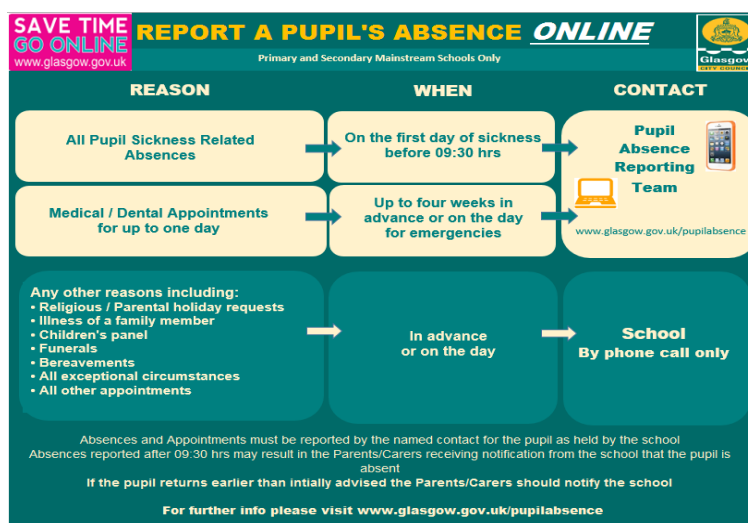 SAVE TIME
GO ONLINE
www.glasgow.gov.uk
REPORT A PUPIL'S ABSENCE ONLINE
Primary and Secondary Mainstream Schools Only
Glasgow
CITY COUNCIL
REASON
WHEN
CONTACT
All Pupil Sickness Related
Absences
On the first day of sickness
before 09:30 hrs
Pupil
Absence
Reporting
Team
www.glasgow.gov.uk/pupilabsence
Medical / Dental Appointments
for up to one day
Up to four weeks in
advance or on the day
for emergencies
Any other reasons including:
• Religious / Parental holiday requests
• Illness of a family member
• Children's panel
• Funerals
• Bereavements
• All exceptional circumstances
• All other appointments
In advance
or on the day
School
By phone call only
Absences and Appointments must be reported by the named contact for the pupil as held by the school
Absences reported after 09:30 hrs may result in the Parents/Carers receiving notification from the school that the pupil is
absent
If the pupil returns earlier than intially advised the Parents/Carers should notify the school
For further info please visit www.glasgow.gov.uk/pupilabsence